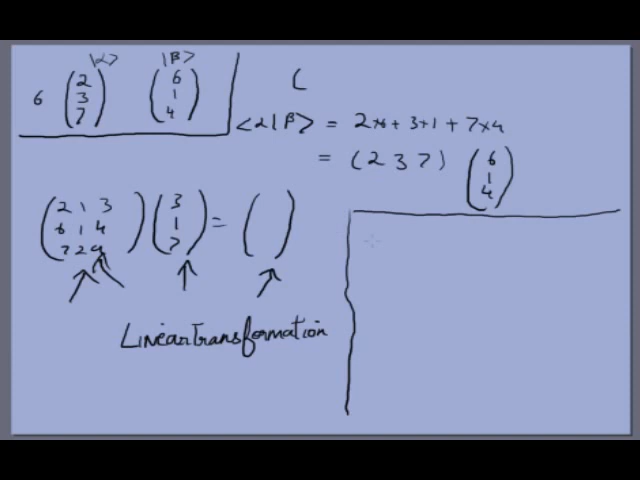 |α> |β>
6 (2 3 7) (6 1 4)
(
<α|β> = 2×6 + 3×1 + 7×4
= (2 3 7) (6 1 4)
(2 1 3 (3
6 1 4 1
7 2 9) 7) = ( )
Linear Transformation